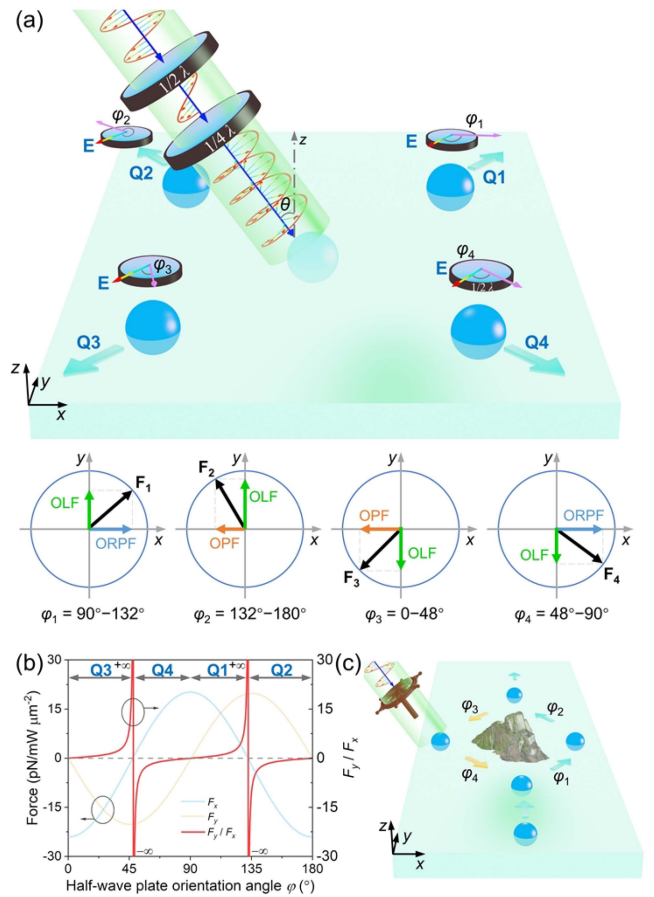 (a)
1/2 λ
1/4 λ
z
θ
φ2
E
Q2
φ1
E
Q1
φ3
E
Q3
φ4
E
1/2 λ
Q4
z
y
x
y
F1
OLF
ORPF
x
φ1 = 90°−132°
y
F2
OLF
OPF
x
φ2 = 132°−180°
y
OPF
OLF
F3
x
φ3 = 0−48°
y
ORPF
OLF
F4
x
φ4 = 48°−90°
(b)
Q3 +∞ Q4 Q1 +∞ Q2
30
15
0
-15
-30
Force (pN/mW μm⁻²)
30
15
0
-15
-30
Fy / Fx
Fx
Fy
Fy / Fx
−∞
−∞
0 45 90 135 180
Half-wave plate orientation angle φ (°)
(c)
φ3
φ2
φ4
φ1
z
y
x